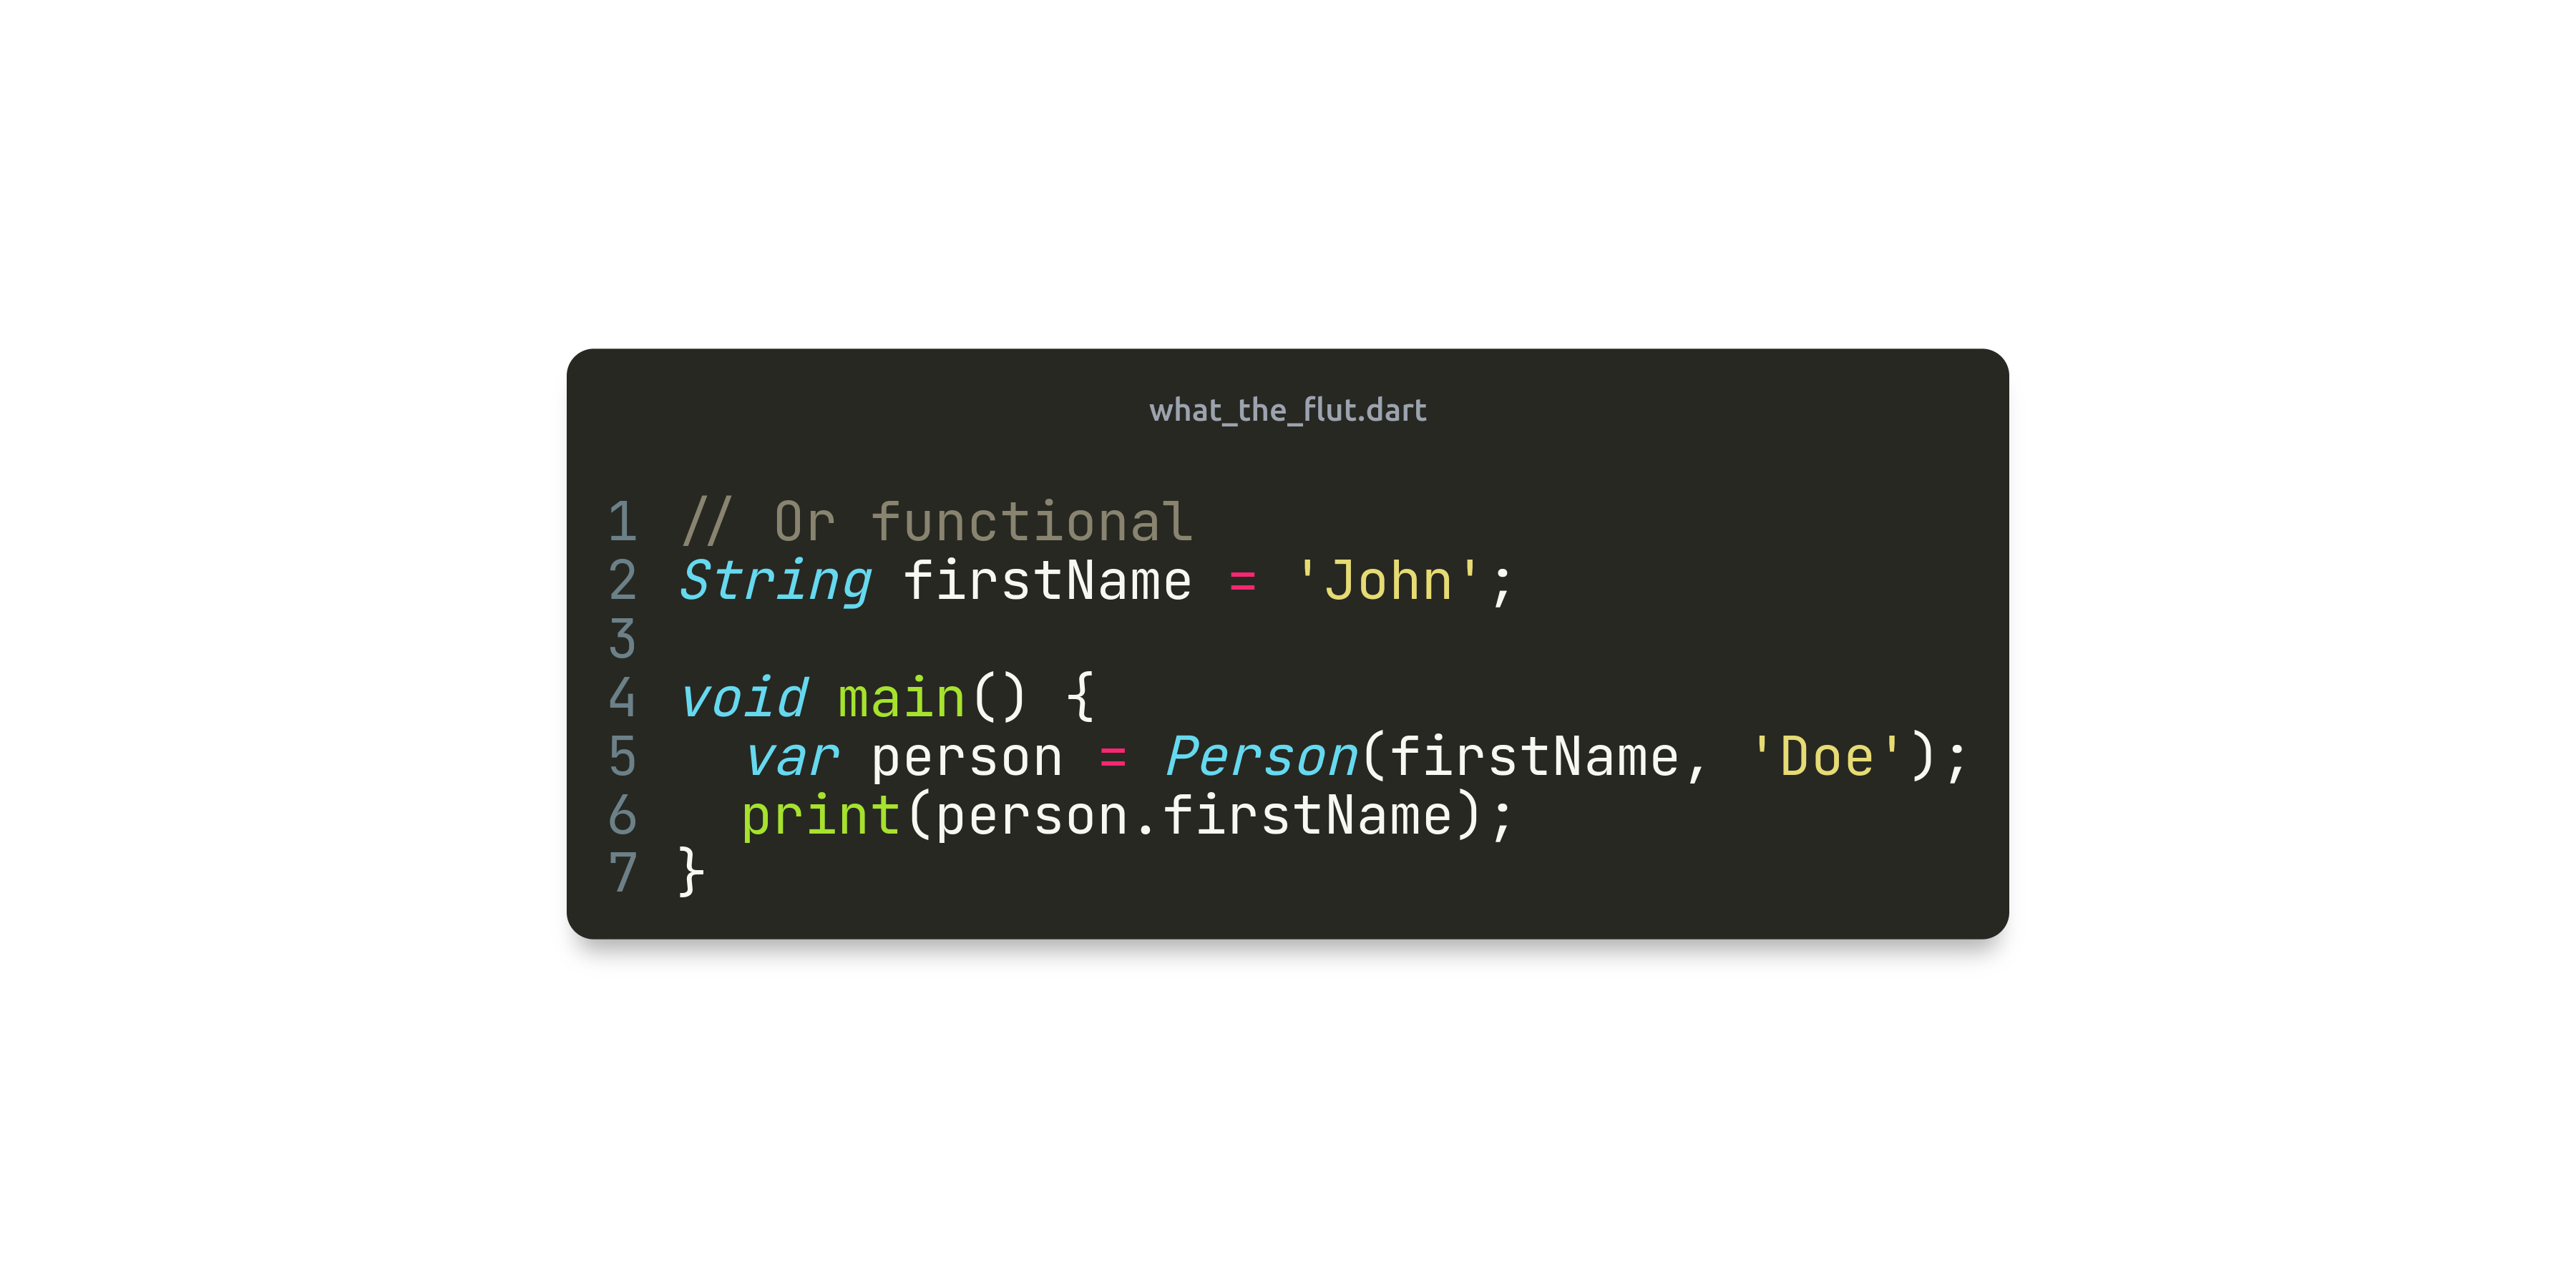 what_the_flut.dart
1 // Or functional
2 String firstName = 'John';
3
4 void main() {
5   var person = Person(firstName, 'Doe');
6   print(person.firstName);
7 }